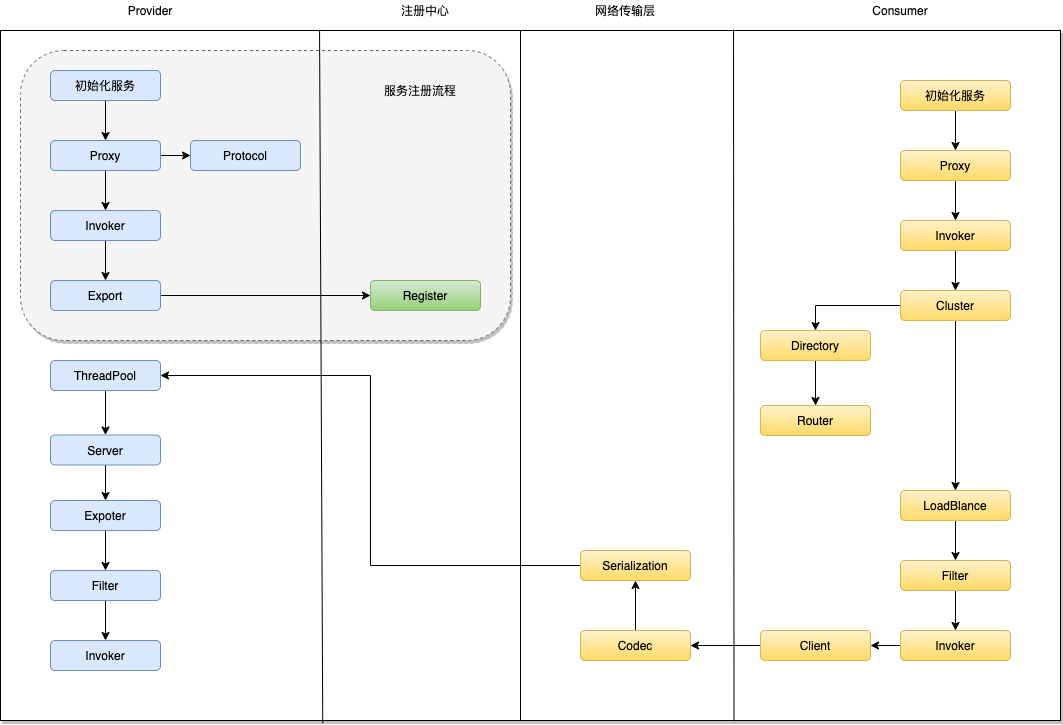 Provider
注册中心
网络传输层
Consumer
初始化服务
服务注册流程
Proxy
Protocol
Invoker
Export
Register
ThreadPool
Server
Expoter
Filter
Invoker
Serialization
Codec
初始化服务
Proxy
Invoker
Cluster
Directory
Router
LoadBlance
Filter
Invoker
Client